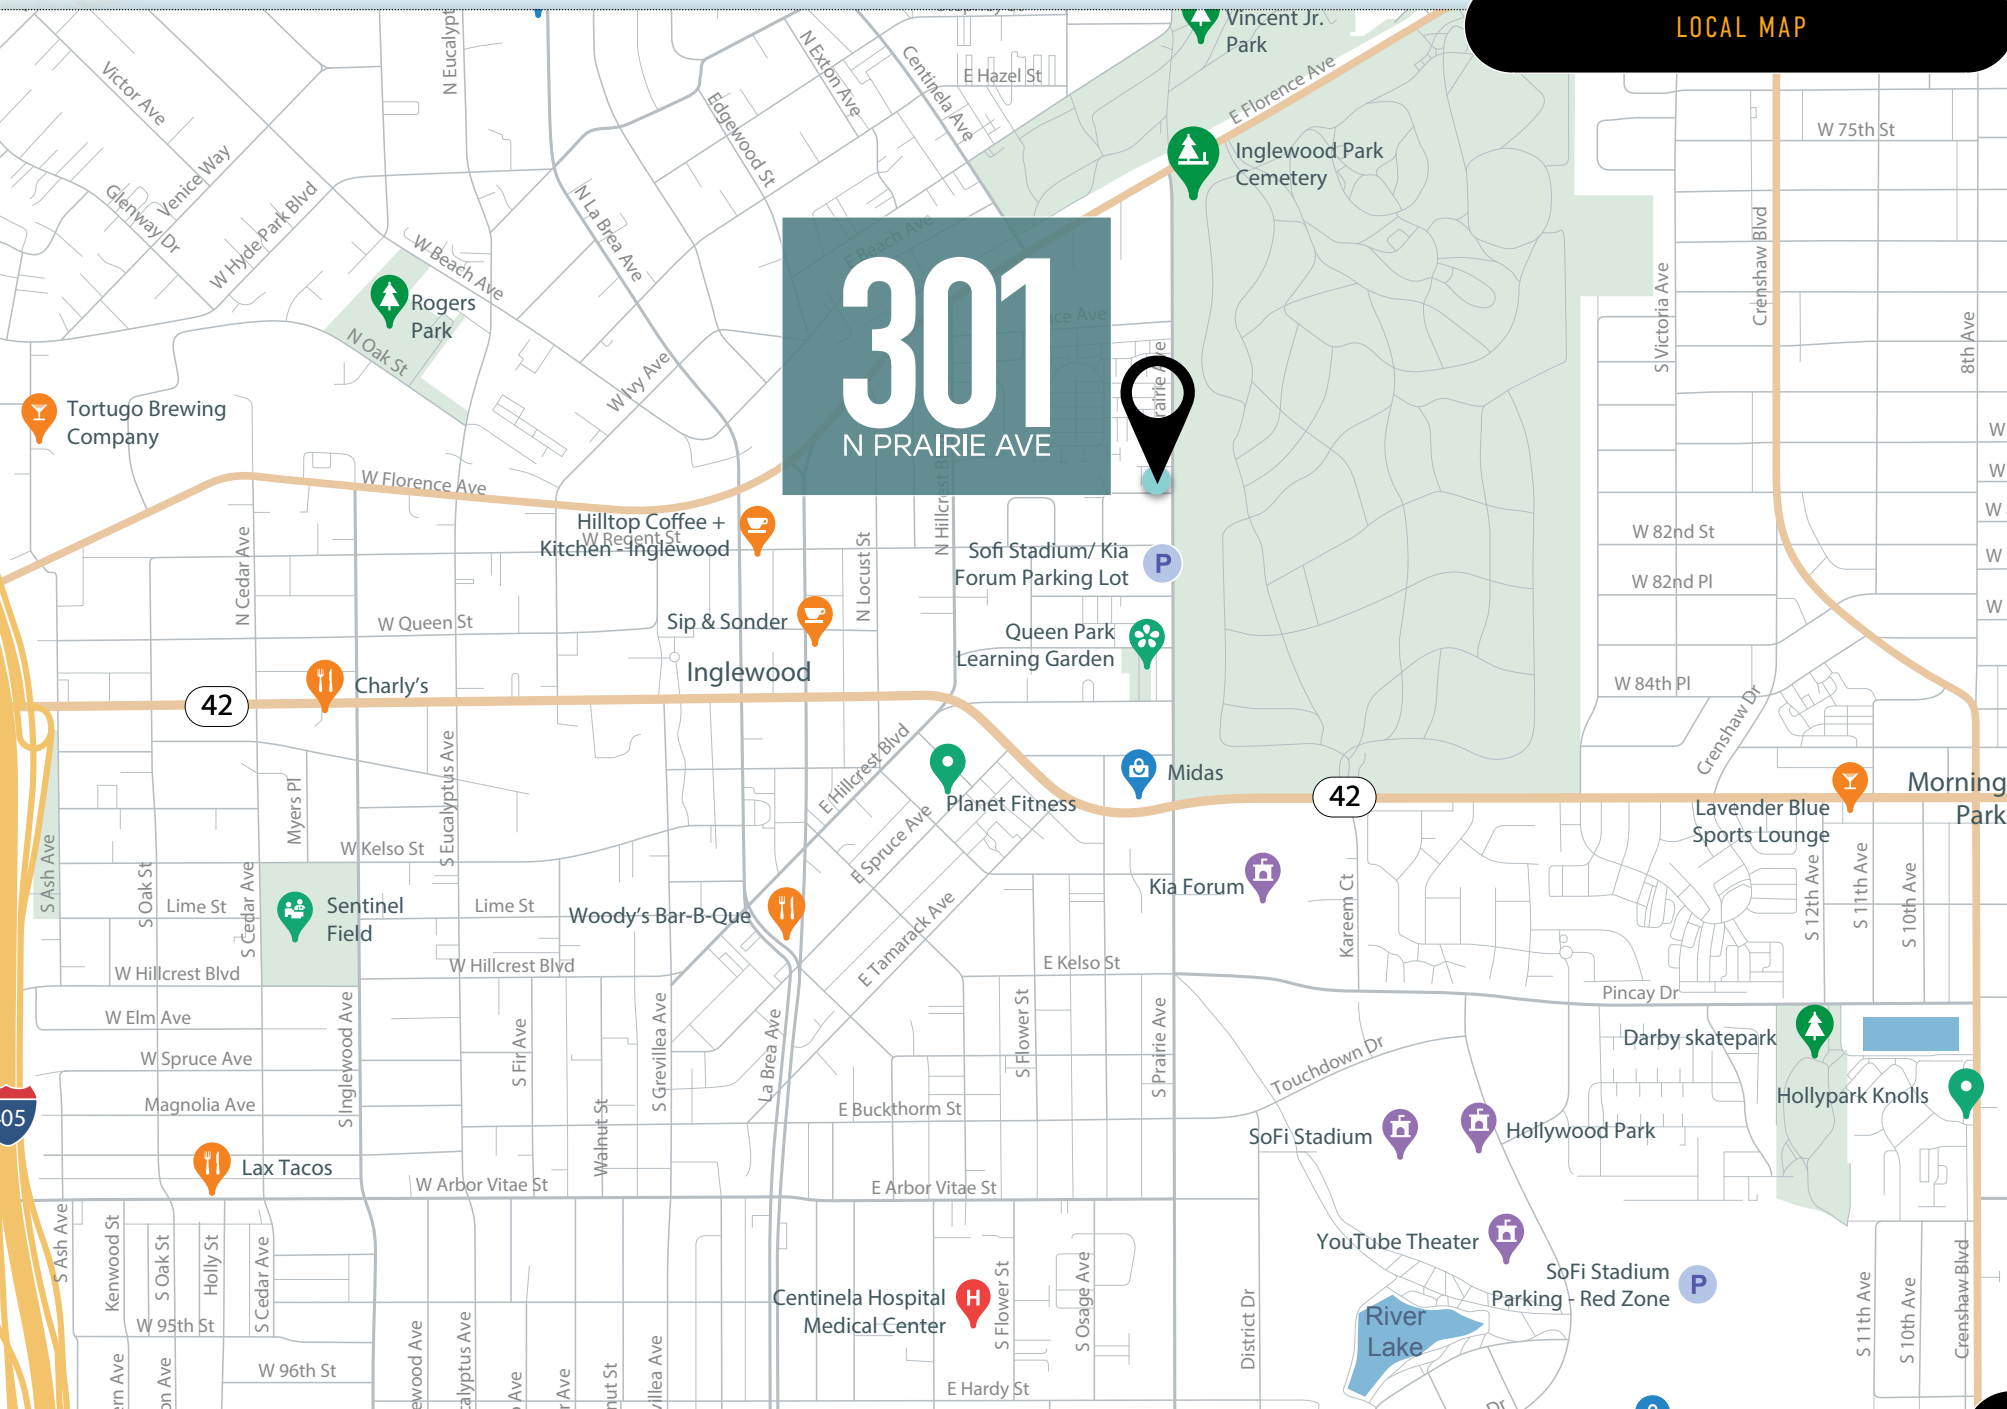 LOCAL MAP
Vincent Jr.
Park
E Hazel St
N Exton Ave
Centinela Ave
Victor Ave
E Florence Ave
Edgewood St
W 75th St
Inglewood Park
Cemetery
Venice Way
Glenway Dr
W Hyde Park Blvd
N La Brea Ave
W Beach Ave
E Beach Ave
Crenshaw Blvd
S Victoria Ave
8th Ave
Rogers
Park
N Oak St
W Ivy Ave
301
N PRAIRIE AVE
Tortugo Brewing
Company
W Florence Ave
Hilltop Coffee +
Kitchen - Inglewood
W Regent St
N Cedar Ave
N Locust St
Sofi Stadium/ Kia
Forum Parking Lot
P
W 82nd St
W 82nd Pl
W
W
W
W
W
W Queen St
Sip & Sonder
Queen Park
Learning Garden
Inglewood
Charly's
42
W 84th Pl
Crenshaw Dr
E Hillcrest Blvd
Planet Fitness
Midas
42
Morning
Park
Lavender Blue
Sports Lounge
Myers Pl
S Eucalyptus Ave
W Kelso St
E Spruce Ave
S Ash Ave
S Oak St
S Cedar Ave
Lime St
Sentinel
Field
Lime St
Woody's Bar-B-Que
Kia Forum
Kareem Ct
S 12th Ave
S 11th Ave
S 10th Ave
E Tamarack Ave
W Hillcrest Blvd
W Hillcrest Blvd
E Kelso St
Pincay Dr
W Elm Ave
S Inglewood Ave
S Fir Ave
S Grevillea Ave
La Brea Ave
S Flower St
S Prairie Ave
Darby skatepark
W Spruce Ave
Touchdown Dr
Magnolia Ave
Walnut St
E Buckthorn St
Hollypark Knolls
05
SoFi Stadium
Hollywood Park
Lax Tacos
W Arbor Vitae St
E Arbor Vitae St
S Ash Ave
Kenwood St
S Oak St
Holly St
S Cedar Ave
YouTube Theater
SoFi Stadium
Parking - Red Zone
P
Centinela Hospital
Medical Center
H
S Flower St
S Osage Ave
District Dr
River
Lake
S 11th Ave
S 10th Ave
Crenshaw Blvd
W 95th St
W 96th St
E Hardy St
Dr